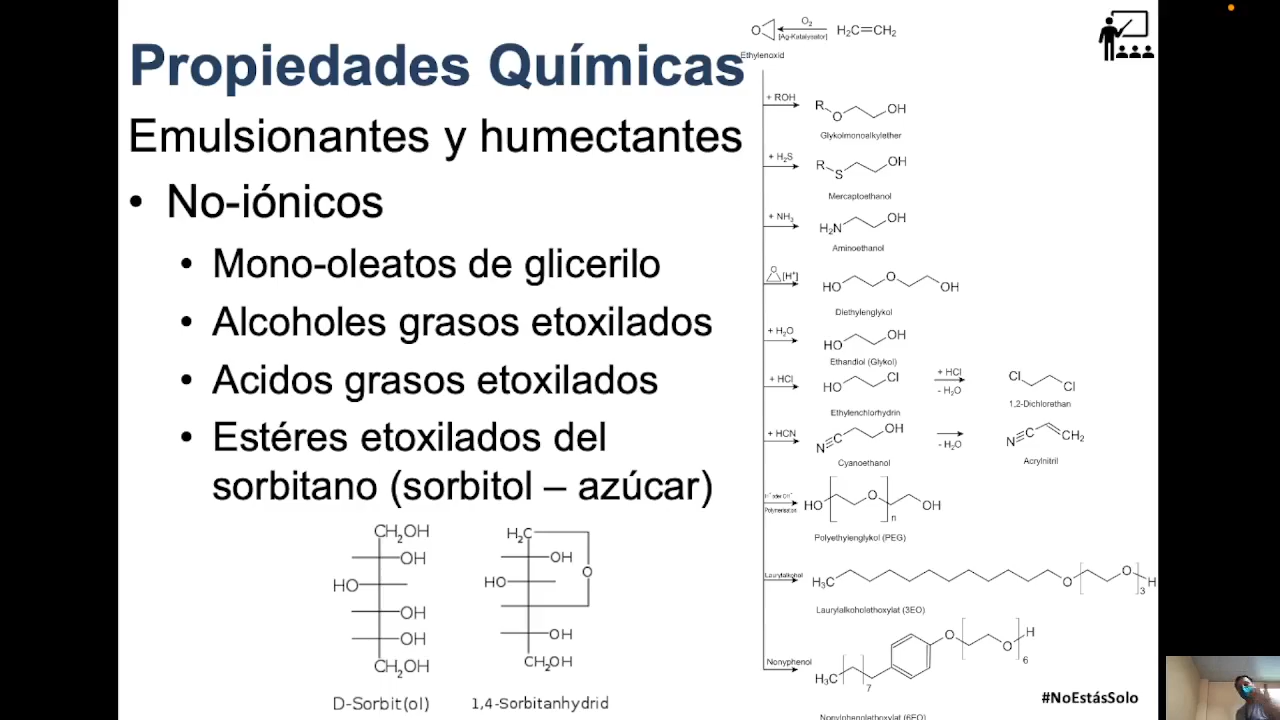 Propiedades Químicas
Emulsionantes y humectantes
• No-iónicos
• Mono-oleatos de glicerilo
• Alcoholes grasos etoxilados
• Acidos grasos etoxilados
• Estéres etoxilados del
sorbitano (sorbitol – azúcar)
CH₂OH
OH
HO
OH
OH
CH₂OH
D-Sorbit(ol)
H₂C
OH
O
HO
OH
CH₂OH
1,4-Sorbitanhydrid
O
O₂
[Ag-Katalysator]
H₂C=CH₂
Ethylenoxid
+ ROH
R O OH
Glykolmonoalkylether
+ H₂S
R S OH
Mercaptoethanol
+ NH₃
H₂N OH
Aminoethanol
O [H⁺]
HO O OH
Diethylenglykol
+ H₂O
HO OH
Ethandiol (Glykol)
+ HCl
HO Cl
+ HCl
- H₂O
Cl Cl
Ethylenchlorhydrin
1,2-Dichlorethan
+ HCN
N≡C OH
- H₂O
N≡C CH₂
Cyanoethanol
Acrylnitril
H⁺ oder OH⁻
Polymerisation
HO O n OH
Polyethylenglykol (PEG)
Laurylalkohol
H₃C O O 3 H
Laurylalkoholethoxylat (3EO)
Nonyphenol
H₃C 7 O O 6 H
Nonylphenolethoxylat (6EO)
#NoEstásSolo